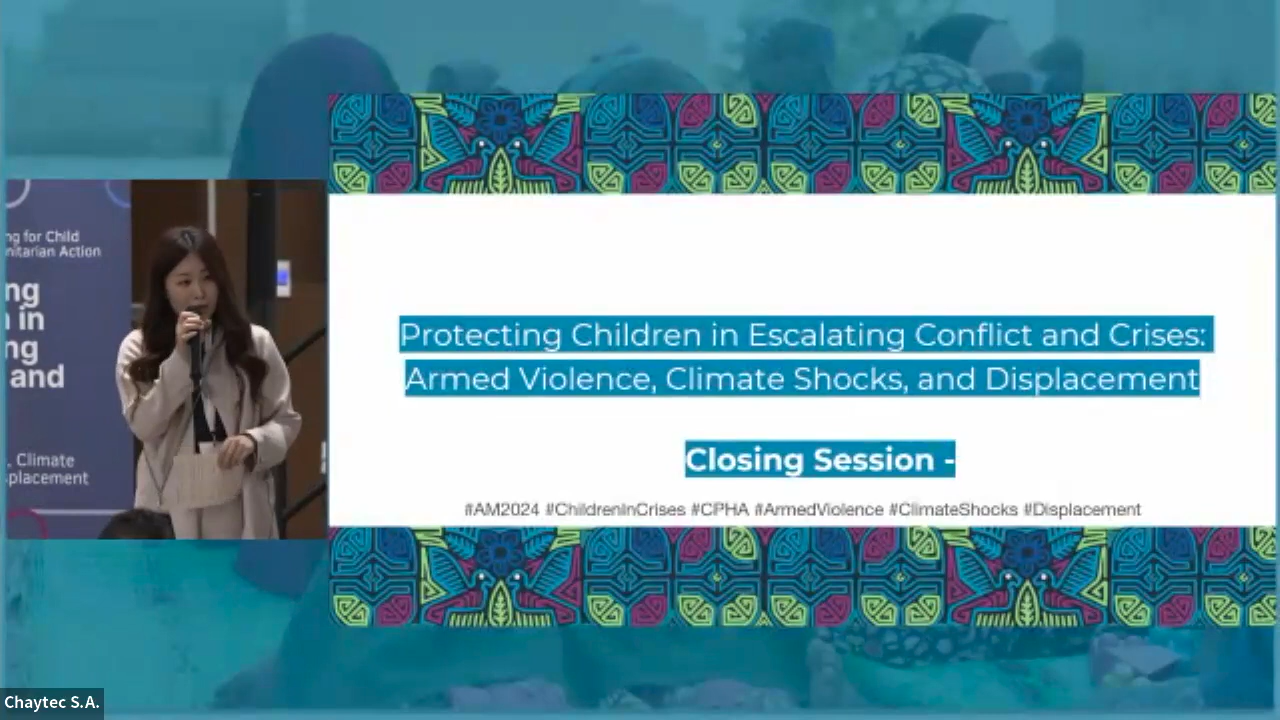 ng for Child
nitarian Action
ng
in
ng
and
, Climate
splacement
Protecting Children in Escalating Conflict and Crises:
Armed Violence, Climate Shocks, and Displacement
Closing Session -
#AM2024 #ChildrenInCrises #CPHA #ArmedViolence #ClimateShocks #Displacement
Chaytec S.A.